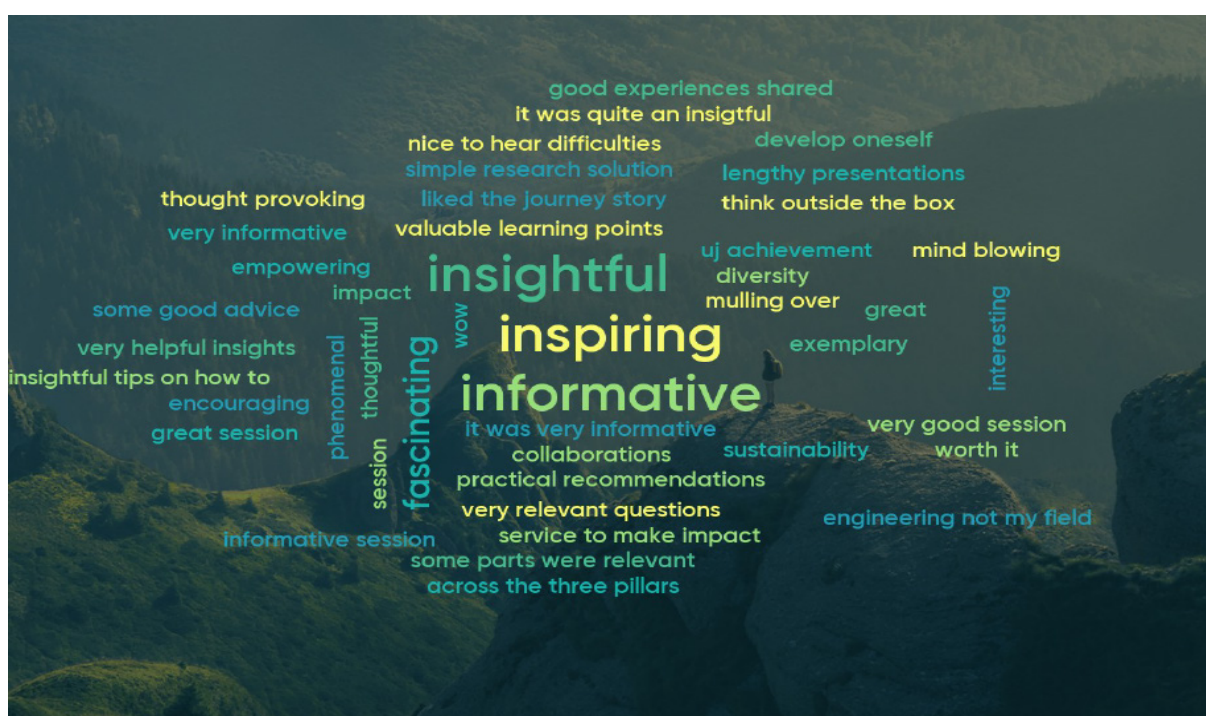 good experiences shared
it was quite an insigtful
nice to hear difficulties
develop oneself
simple research solution
lengthy presentations
thought provoking
liked the journey story
think outside the box
very informative
valuable learning points
uj achievement
mind blowing
empowering
insightful
diversity
impact
mulling over
some good advice
wow
great
interesting
inspiring
very helpful insights
phenomenal
thoughtful
fascinating
exemplary
insightful tips on how to
informative
encouraging
it was very informative
very good session
great session
session
collaborations
sustainability
worth it
practical recommendations
very relevant questions
engineering not my field
informative session
service to make impact
some parts were relevant
across the three pillars